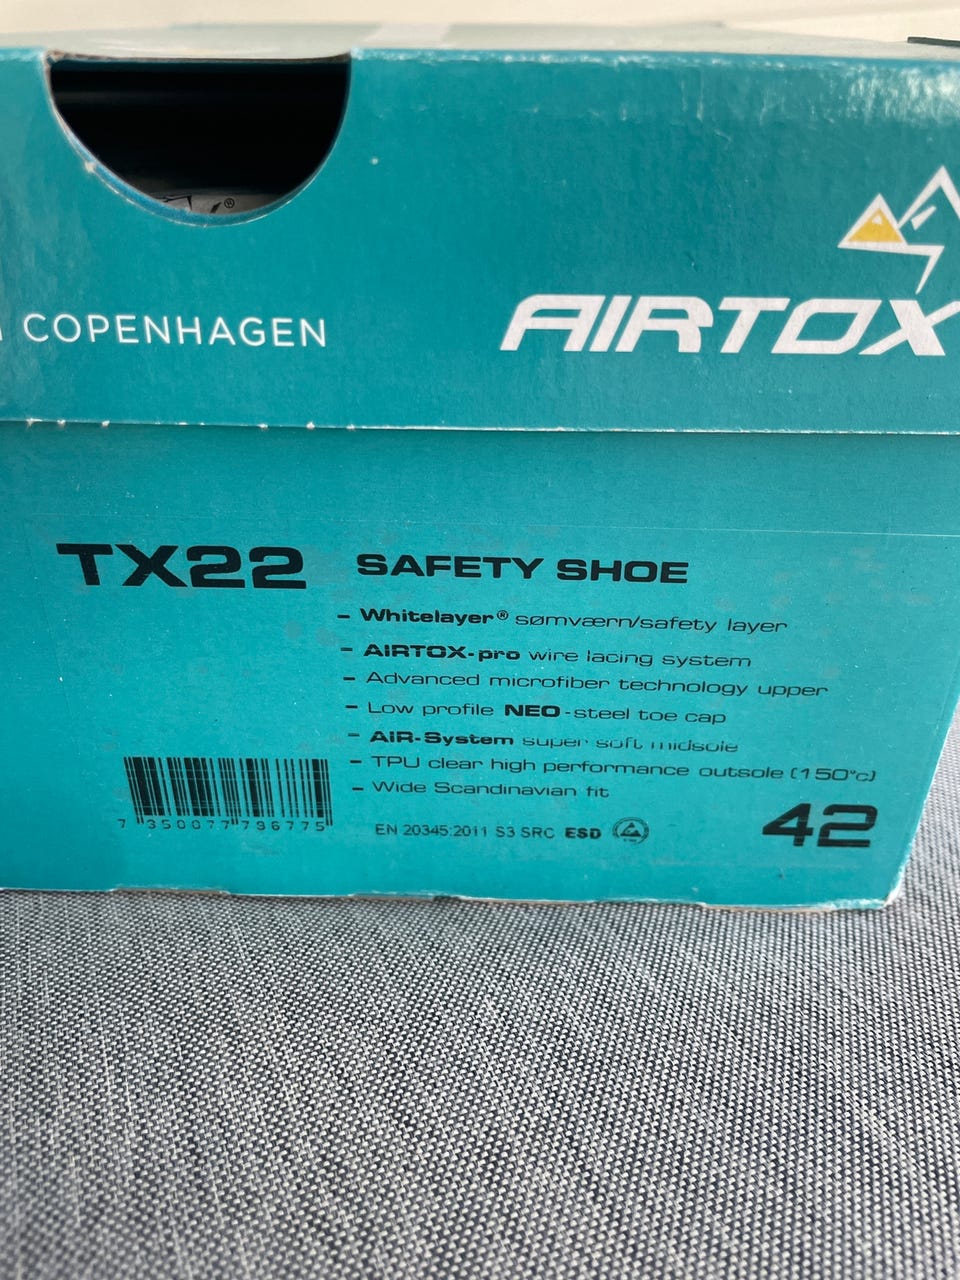 ®
COPENHAGEN
AIRTOX
TX22
SAFETY SHOE
- Whitelayer® sømværn/safety layer
- AIRTOX-pro wire lacing system
- Advanced microfiber technology upper
- Low profile NEO-steel toe cap
- AiR-System super soft midsole
- TPU clear high performance outsole (150°c)
- Wide Scandinavian fit
7 350077 796775
EN 20345:2011 S3 SRC ESD
42